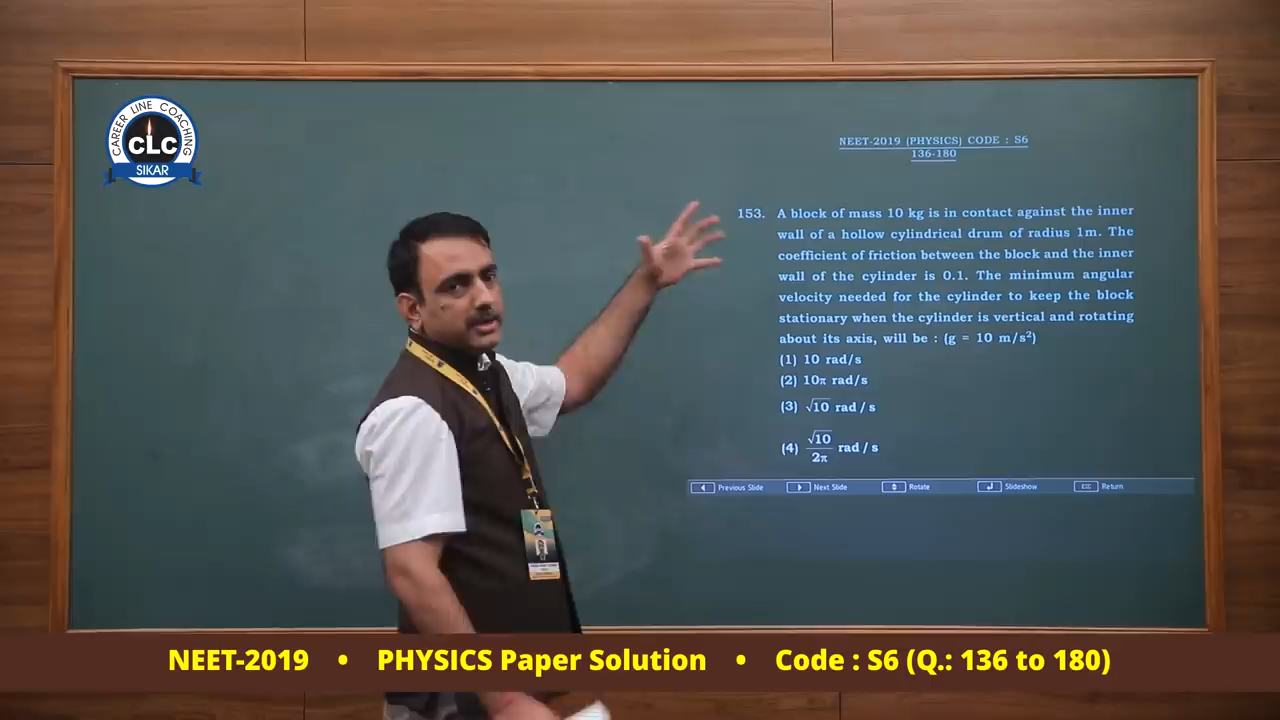 CAREER LINE COACHING
CLC
SIKAR
NEET-2019 (PHYSICS) CODE : S6
136-180
153. A block of mass 10 kg is in contact against the inner
wall of a hollow cylindrical drum of radius 1m. The
coefficient of friction between the block and the inner
wall of the cylinder is 0.1. The minimum angular
velocity needed for the cylinder to keep the block
stationary when the cylinder is vertical and rotating
about its axis, will be : (g = 10 m/s²)
(1) 10 rad/s
(2) 10π rad/s
(3) √10 rad / s
(4) √10/2π rad / s
Previous Slide Next Slide Rotate Slideshow ESC Return
NEET-2019 • PHYSICS Paper Solution • Code : S6 (Q.: 136 to 180)